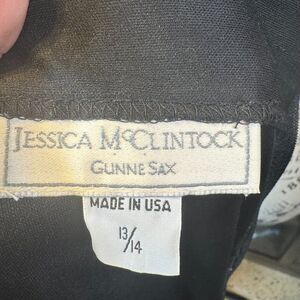 JESSICA McCLINTOCK
GUNNE SAX
MADE IN USA
13/14